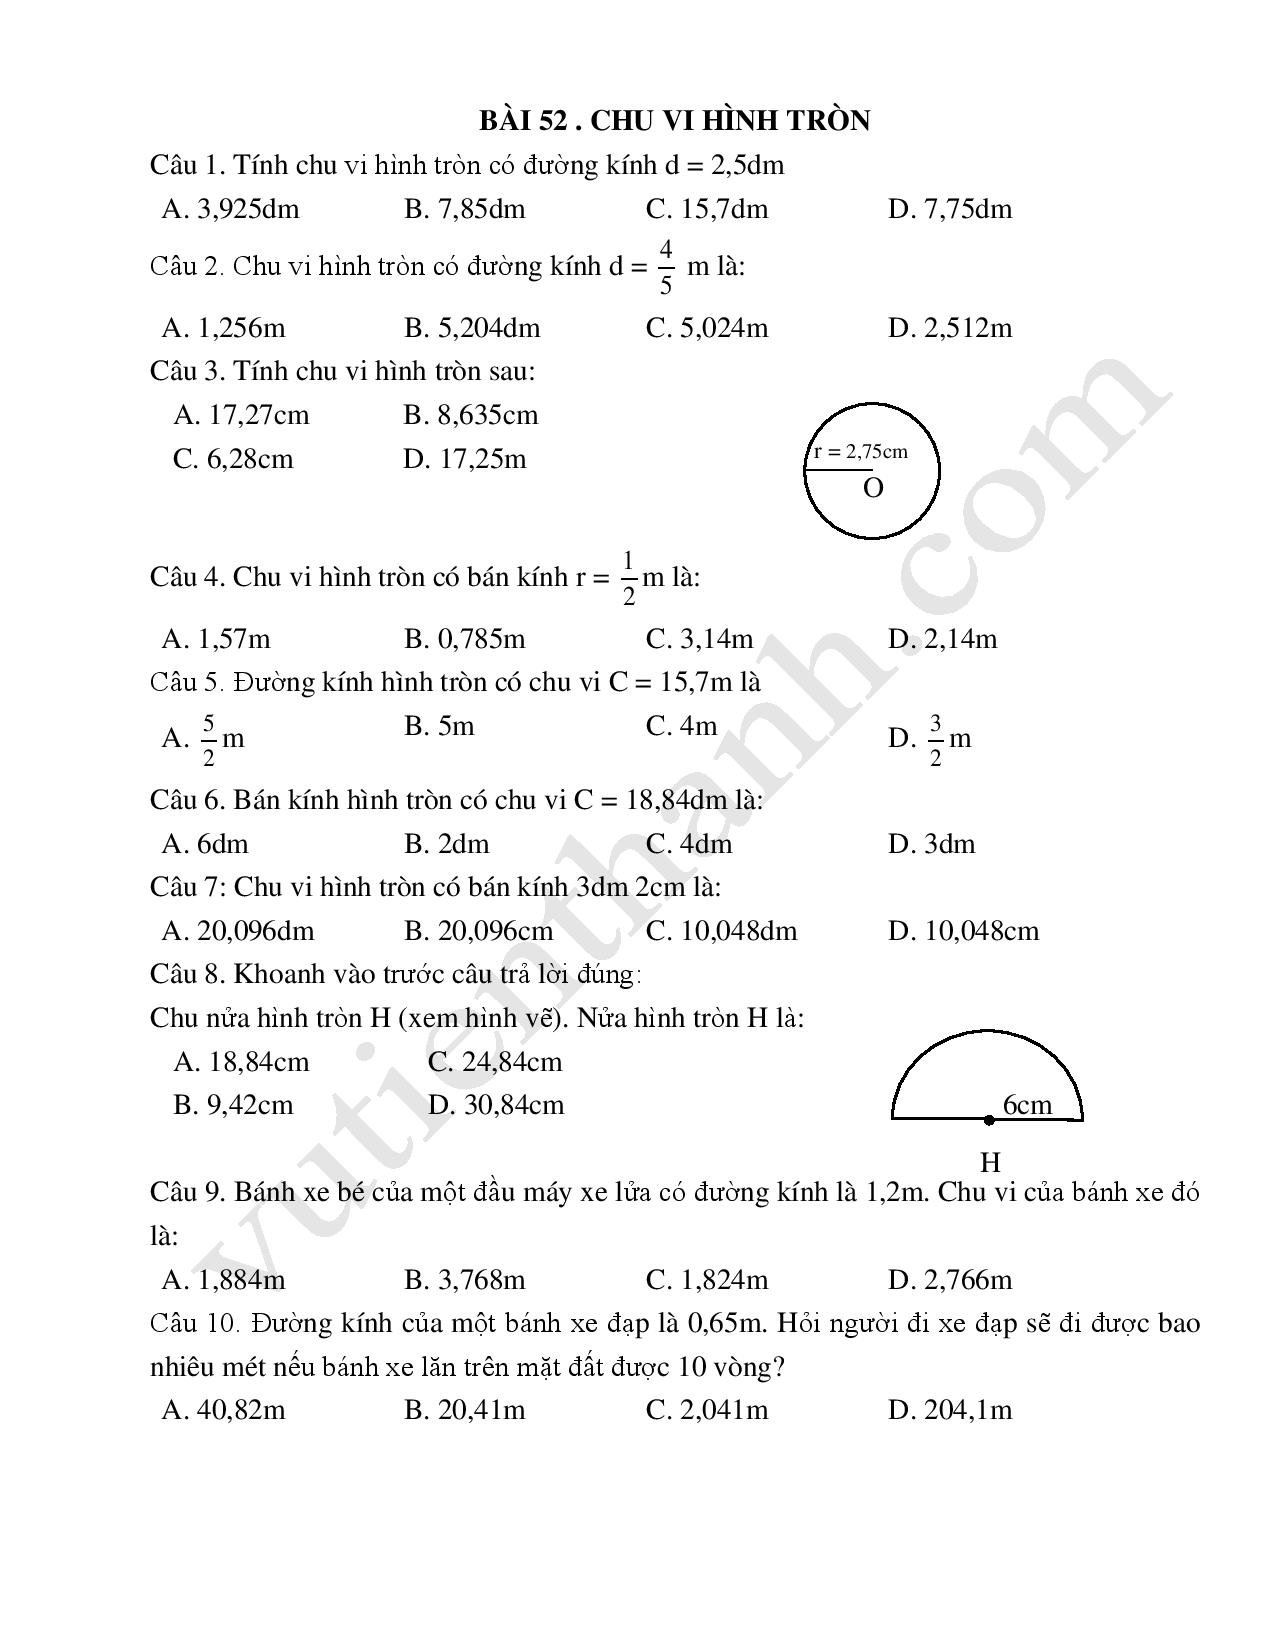 BÀI 52 . CHU VI HÌNH TRÒN
Câu 1. Tính chu vi hình tròn có đường kính d = 2,5dm
A. 3,925dm B. 7,85dm C. 15,7dm D. 7,75dm
Câu 2. Chu vi hình tròn có đường kính d = 4/5 m là:
A. 1,256m B. 5,204dm C. 5,024m D. 2,512m
Câu 3. Tính chu vi hình tròn sau:
A. 17,27cm B. 8,635cm
C. 6,28cm D. 17,25m
r = 2,75cm
O
Câu 4. Chu vi hình tròn có bán kính r = 1/2 m là:
A. 1,57m B. 0,785m C. 3,14m D. 2,14m
Câu 5. Đường kính hình tròn có chu vi C = 15,7m là
A. 5/2 m B. 5m C. 4m D. 3/2 m
Câu 6. Bán kính hình tròn có chu vi C = 18,84dm là:
A. 6dm B. 2dm C. 4dm D. 3dm
Câu 7: Chu vi hình tròn có bán kính 3dm 2cm là:
A. 20,096dm B. 20,096cm C. 10,048dm D. 10,048cm
Câu 8. Khoanh vào trước câu trả lời đúng:
Chu nửa hình tròn H (xem hình vẽ). Nửa hình tròn H là:
A. 18,84cm C. 24,84cm
B. 9,42cm D. 30,84cm
6cm
H
Câu 9. Bánh xe bé của một đầu máy xe lửa có đường kính là 1,2m. Chu vi của bánh xe đó
là:
A. 1,884m B. 3,768m C. 1,824m D. 2,766m
Câu 10. Đường kính của một bánh xe đạp là 0,65m. Hỏi người đi xe đạp sẽ đi được bao
nhiêu mét nếu bánh xe lăn trên mặt đất được 10 vòng?
A. 40,82m B. 20,41m C. 2,041m D. 204,1m
vutienthanh.com